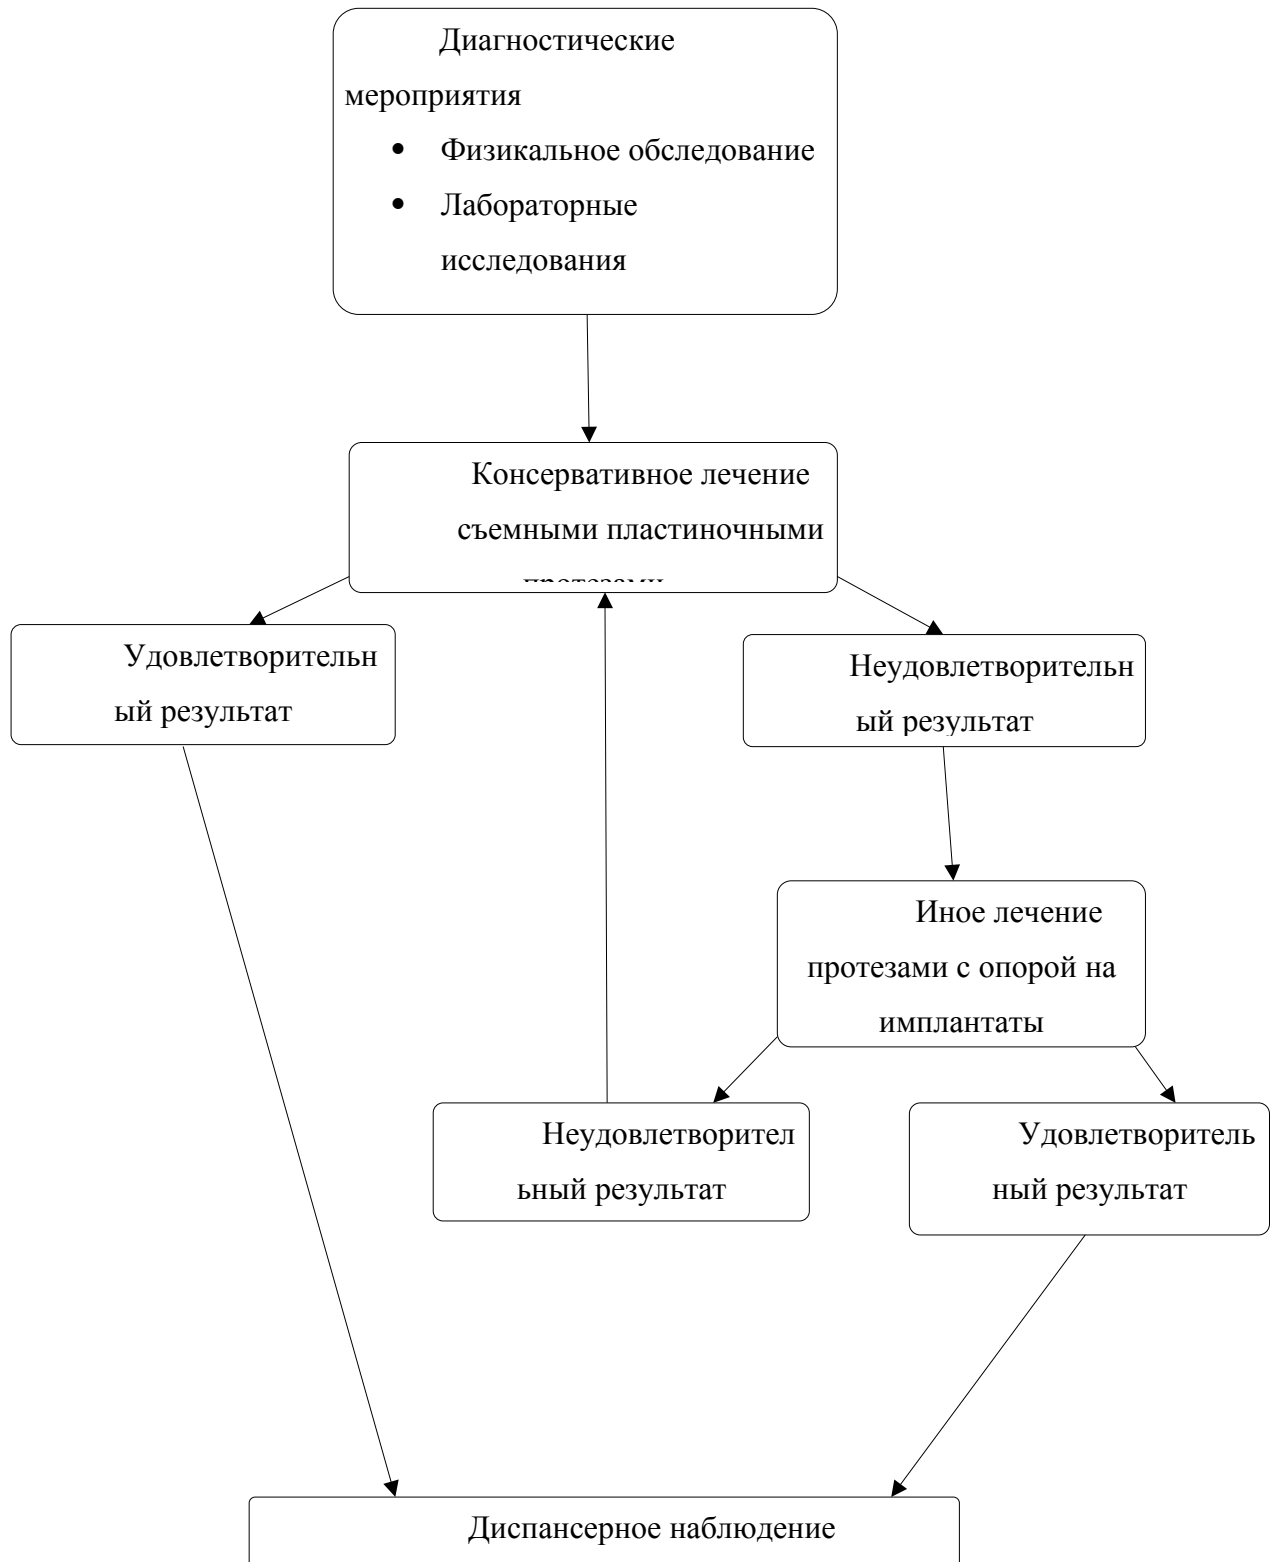 Диагностические
мероприятия
• Физикальное обследование
• Лабораторные
исследования
Консервативное лечение
съемными пластиночными
протезами
Удовлетворительн
ый результат
Неудовлетворительн
ый результат
Иное лечение
протезами с опорой на
имплантаты
Неудовлетворител
ьный результат
Удовлетворитель
ный результат
Диспансерное наблюдение